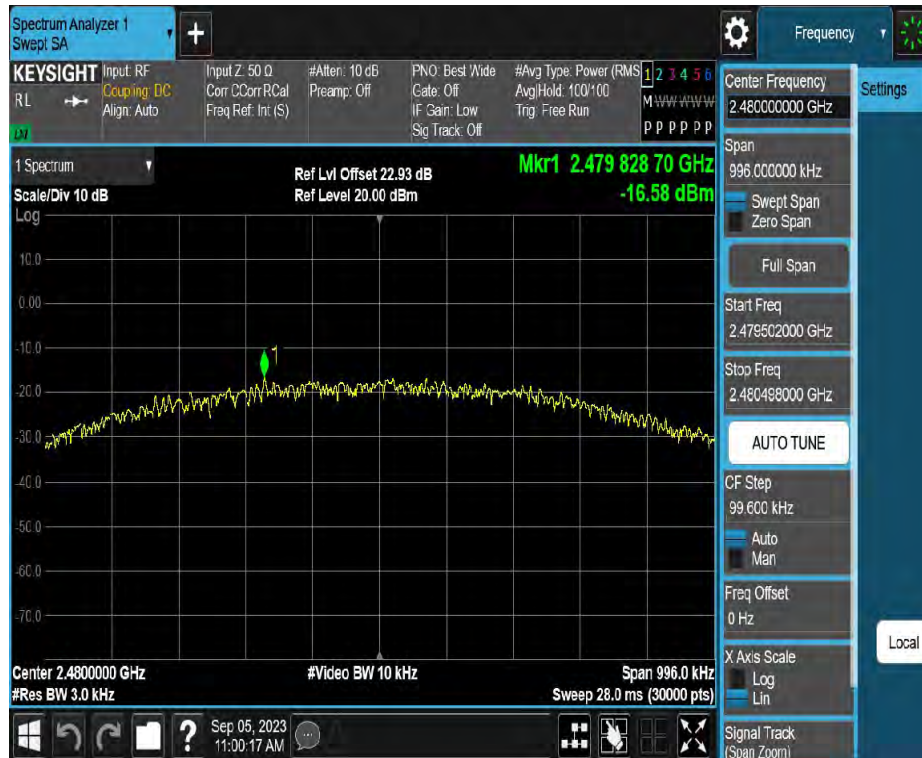 Spectrum Analyzer 1
Swept SA
+
Frequency
KEYSIGHT
RL
Input: RF
Coupling: DC
Align: Auto
Input Z: 50 Ω
Corr CCorr RCal
Freq Ref: Int (S)
#Atten: 10 dB
Preamp: Off
PNO: Best Wide
Gate: Off
IF Gain: Low
Sig Track: Off
#Avg Type: Power (RMS
Avg|Hold: 100/100
Trig: Free Run
1 2 3 4 5 6
M W W W W W
P P P P P P
1 Spectrum
Scale/Div 10 dB
Log
Ref Lvl Offset 22.93 dB
Ref Level 20.00 dBm
Mkr1 2.479 828 70 GHz
-16.58 dBm
1
10.0
0.00
-10.0
-20.0
-30.0
-40.0
-50.0
-60.0
-70.0
Center 2.4800000 GHz
#Res BW 3.0 kHz
#Video BW 10 kHz
Span 996.0 kHz
Sweep 28.0 ms (30000 pts)
?
Sep 05, 2023
11:00:17 AM
Center Frequency
2.480000000 GHz
Span
996.000000 kHz
Swept Span
Zero Span
Full Span
Start Freq
2.479502000 GHz
Stop Freq
2.480498000 GHz
AUTO TUNE
CF Step
99.600 kHz
Auto
Man
Freq Offset
0 Hz
X Axis Scale
Log
Lin
Signal Track
(Span Zoom)
Settings
Local